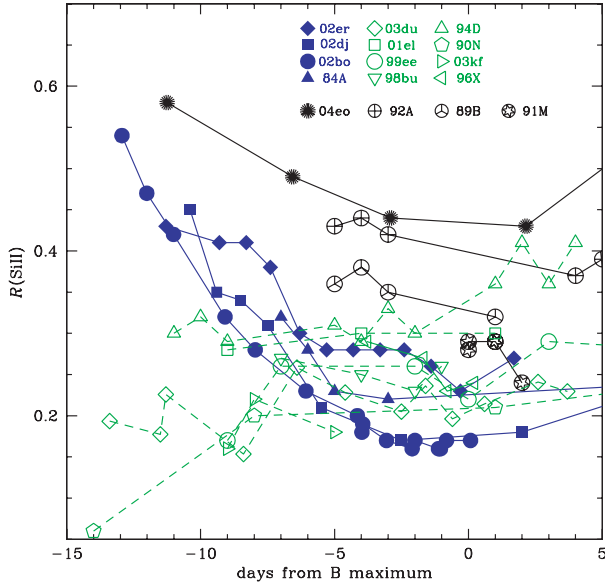 02er 03du 94D
02dj 01el 90N
02bo 99ee 03kf
84A 98bu 96X
04eo 92A 89B 91M
0.6
0.4
0.2
R(SiII)
-15 -10 -5 0 5
days from B maximum